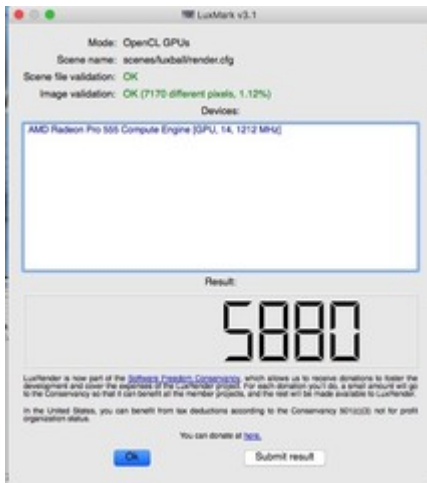 LuxMark v3.1
Mode: OpenCL GPUs
Scene name: scenes/luxball/render.cfg
Scene file validation: OK
Image validation: OK (7170 different pixels, 1.12%)
Devices:
AMD Radeon Pro 555 Compute Engine [GPU, 14, 1212 MHz]
Result:
5880
LuxRender is now part of the Software Freedom Conservancy, which allows us to receive donations to foster the
development and cover the expenses of the LuxRender project. For each donation you'll do, a small amount will go
to the Conservancy so that it can benefit all the member projects, and the rest will be made available to LuxRender.
In the United States, you can benefit from tax deductions according to the Conservancy 501(c)(3) not for profit
organization status.
You can donate at here.
Ok
Submit result